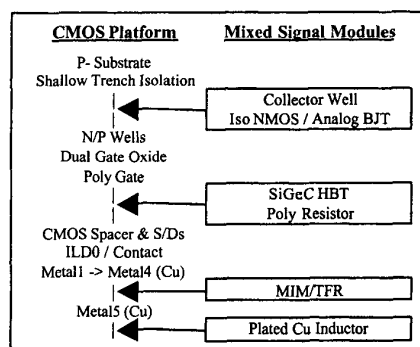 CMOS Platform
Mixed Signal Modules
P- Substrate
Shallow Trench Isolation
Collector Well
Iso NMOS / Analog BJT
N/P Wells
Dual Gate Oxide
Poly Gate
SiGeC HBT
Poly Resistor
CMOS Spacer & S/Ds
ILD0 / Contact
Metal1 -> Metal4 (Cu)
MIM/TFR
Metal5 (Cu)
Plated Cu Inductor